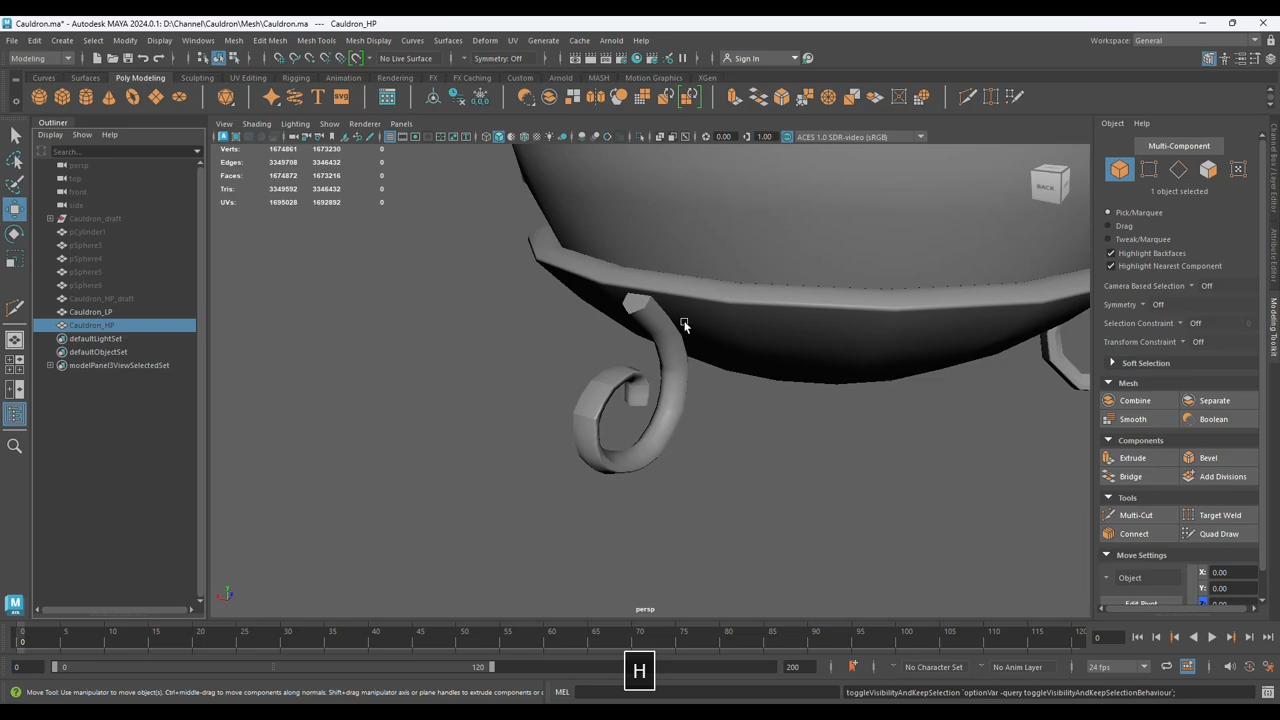 Cauldron.ma* - Autodesk MAYA 2024.0.1: D:\Channel\Cauldron\Mesh\Cauldron.ma --- Cauldron_HP
File Edit Create Select Modify Display Windows Mesh Edit Mesh Mesh Tools Mesh Display Curves Surfaces Deform UV Generate Cache Arnold Help
Workspace: General
Modeling
No Live Surface
Symmetry: Off
Sign In
Curves Surfaces Poly Modeling Sculpting UV Editing Rigging Animation Rendering FX FX Caching Custom Arnold MASH Motion Graphics XGen
Outliner
Display Show Help
Search...
persp
top
front
side
Cauldron_draft
pCylinder1
pSphere3
pSphere4
pSphere5
pSphere6
Cauldron_HP_draft
Cauldron_LP
Cauldron_HP
defaultLightSet
defaultObjectSet
modelPanel3ViewSelectedSet
View Shading Lighting Show Renderer Panels
0.00 1.00 ACES 1.0 SDR-video (sRGB)
Verts: 1674861 1673230 0
Edges: 3349708 3346432 0
Faces: 1674872 1673216 0
Tris: 3349592 3346432 0
UVs: 1695028 1692892 0
BACK
persp
Object Help
Multi-Component
1 object selected
Pick/Marquee
Drag
Tweak/Marquee
Highlight Backfaces
Highlight Nearest Component
Camera Based Selection Off
Symmetry Off
Selection Constraint Off 0
Transform Constraint Off
Soft Selection
Mesh
Combine Separate
Smooth Boolean
Components
Extrude Bevel
Bridge Add Divisions
Tools
Multi-Cut Target Weld
Connect Quad Draw
Move Settings
Object
X: 0.00
Y: 0.00
Edit Pivot
Channel Box / Layer Editor
Attribute Editor
Modeling Toolkit
0 5 10 15 20 25 30 35 40 45 50 55 60 65 70 75 80 85 90 95 100 105 110 115 120
0
0
0 0 120 200
No Character Set
No Anim Layer
24 fps
H
Move Tool: Use manipulator to move object(s). Ctrl+middle-drag to move components along normals. Shift+drag manipulator axis or plane handles to extrude components or
MEL
toggleVisibilityAndKeepSelection `optionVar -query toggleVisibilityAndKeepSelectionBehaviour`;